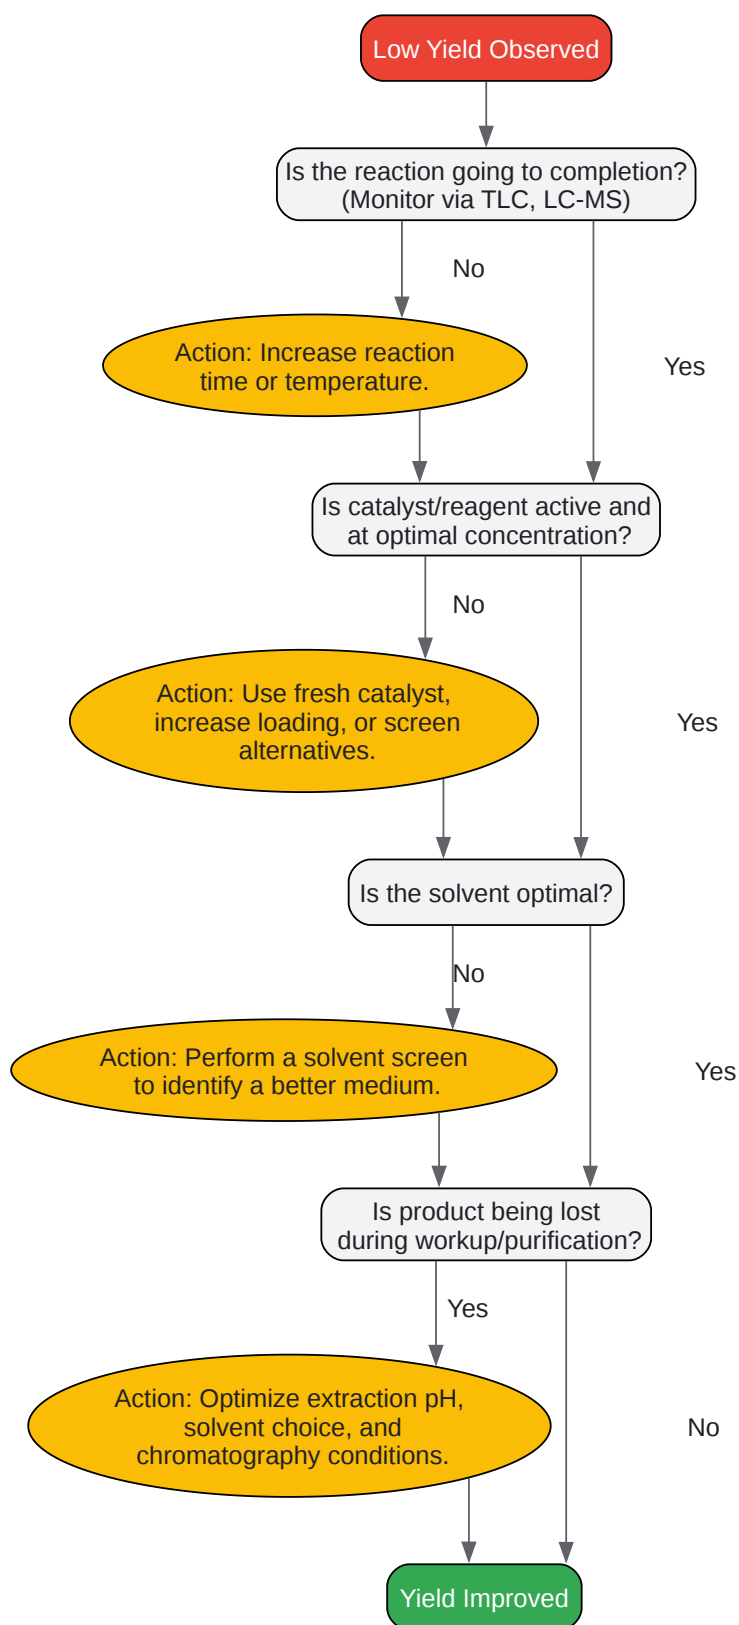 Low Yield Observed
Is the reaction going to completion?
(Monitor via TLC, LC-MS)
No
Action: Increase reaction
time or temperature.
Yes
Is catalyst/reagent active and
at optimal concentration?
No
Action: Use fresh catalyst,
increase loading, or screen
alternatives.
Yes
Is the solvent optimal?
No
Action: Perform a solvent screen
to identify a better medium.
Yes
Is product being lost
during workup/purification?
Yes
Action: Optimize extraction pH,
solvent choice, and
chromatography conditions.
No
Yield Improved